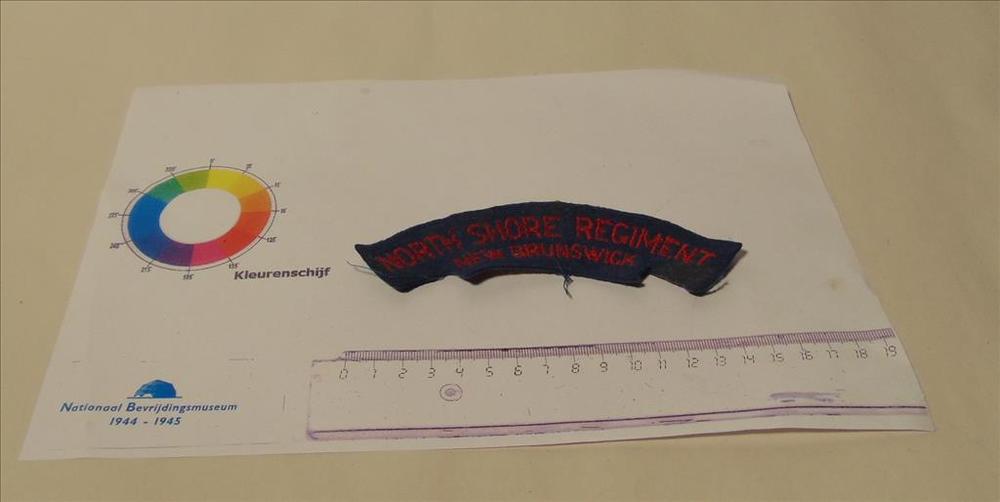 NORTH SHORE REGIMENT
NEW BRUNSWICK
Kleurenschijf
0 1 2 3 4 5 6 7 8 9 10 11 12 13 14 15 16 17 18 19
Nationaal Bevrijdingsmuseum
1944 - 1945